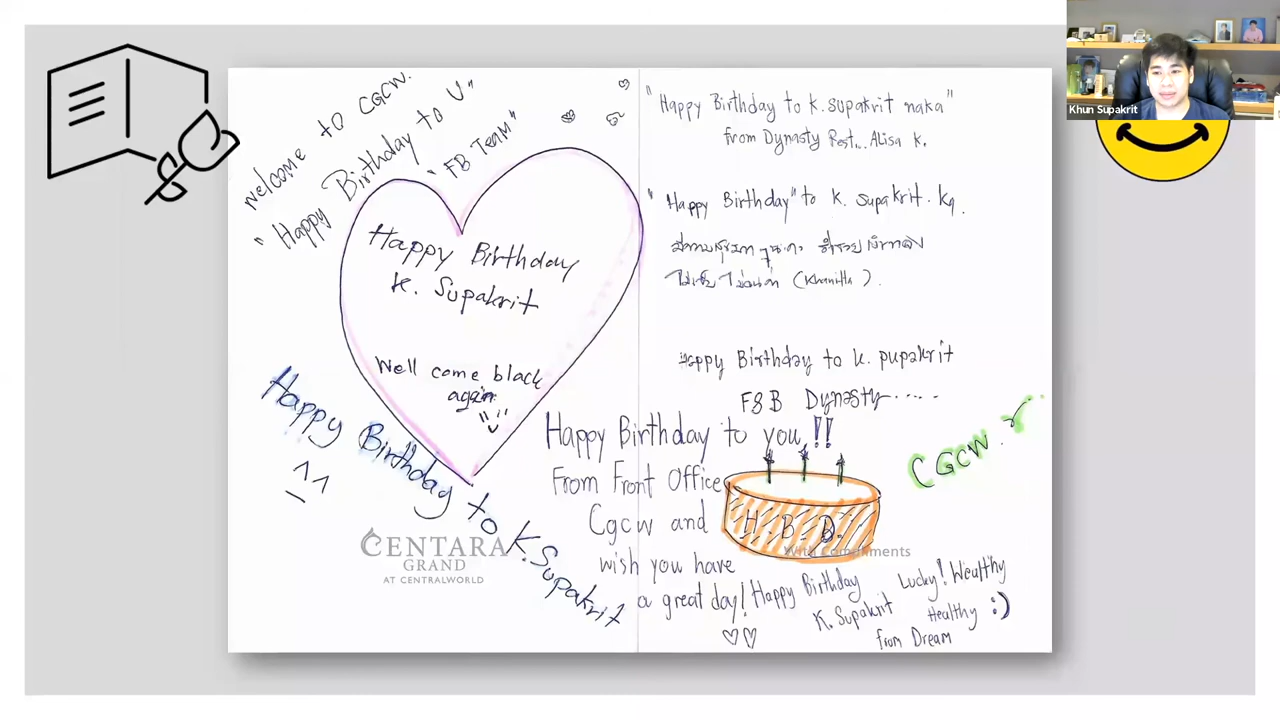 welcome to CGCW.
"Happy Birthday to U"
"FB Team"
Happy Birthday
K. Supakrit
Well come black
again
Happy Birthday to K.Supakrit
CENTARA
GRAND
AT CENTRALWORLD
"Happy Birthday to K. Supakrit naka"
from Dynasty Rest... Alisa K.
"Happy Birthday" to K. Supakrit. ka.
(Khanitta).
Happy Birthday to K. pupakrit
F&B Dynasty.....
Happy Birthday to you!!
From Front Office
Cgcw and
wish you have
a great day!
H B D.
CGCW.
With Compliments
Happy Birthday
K. Supakrit
Lucky! Wealthy
Healthy :)
from Dream
Khun Supakrit